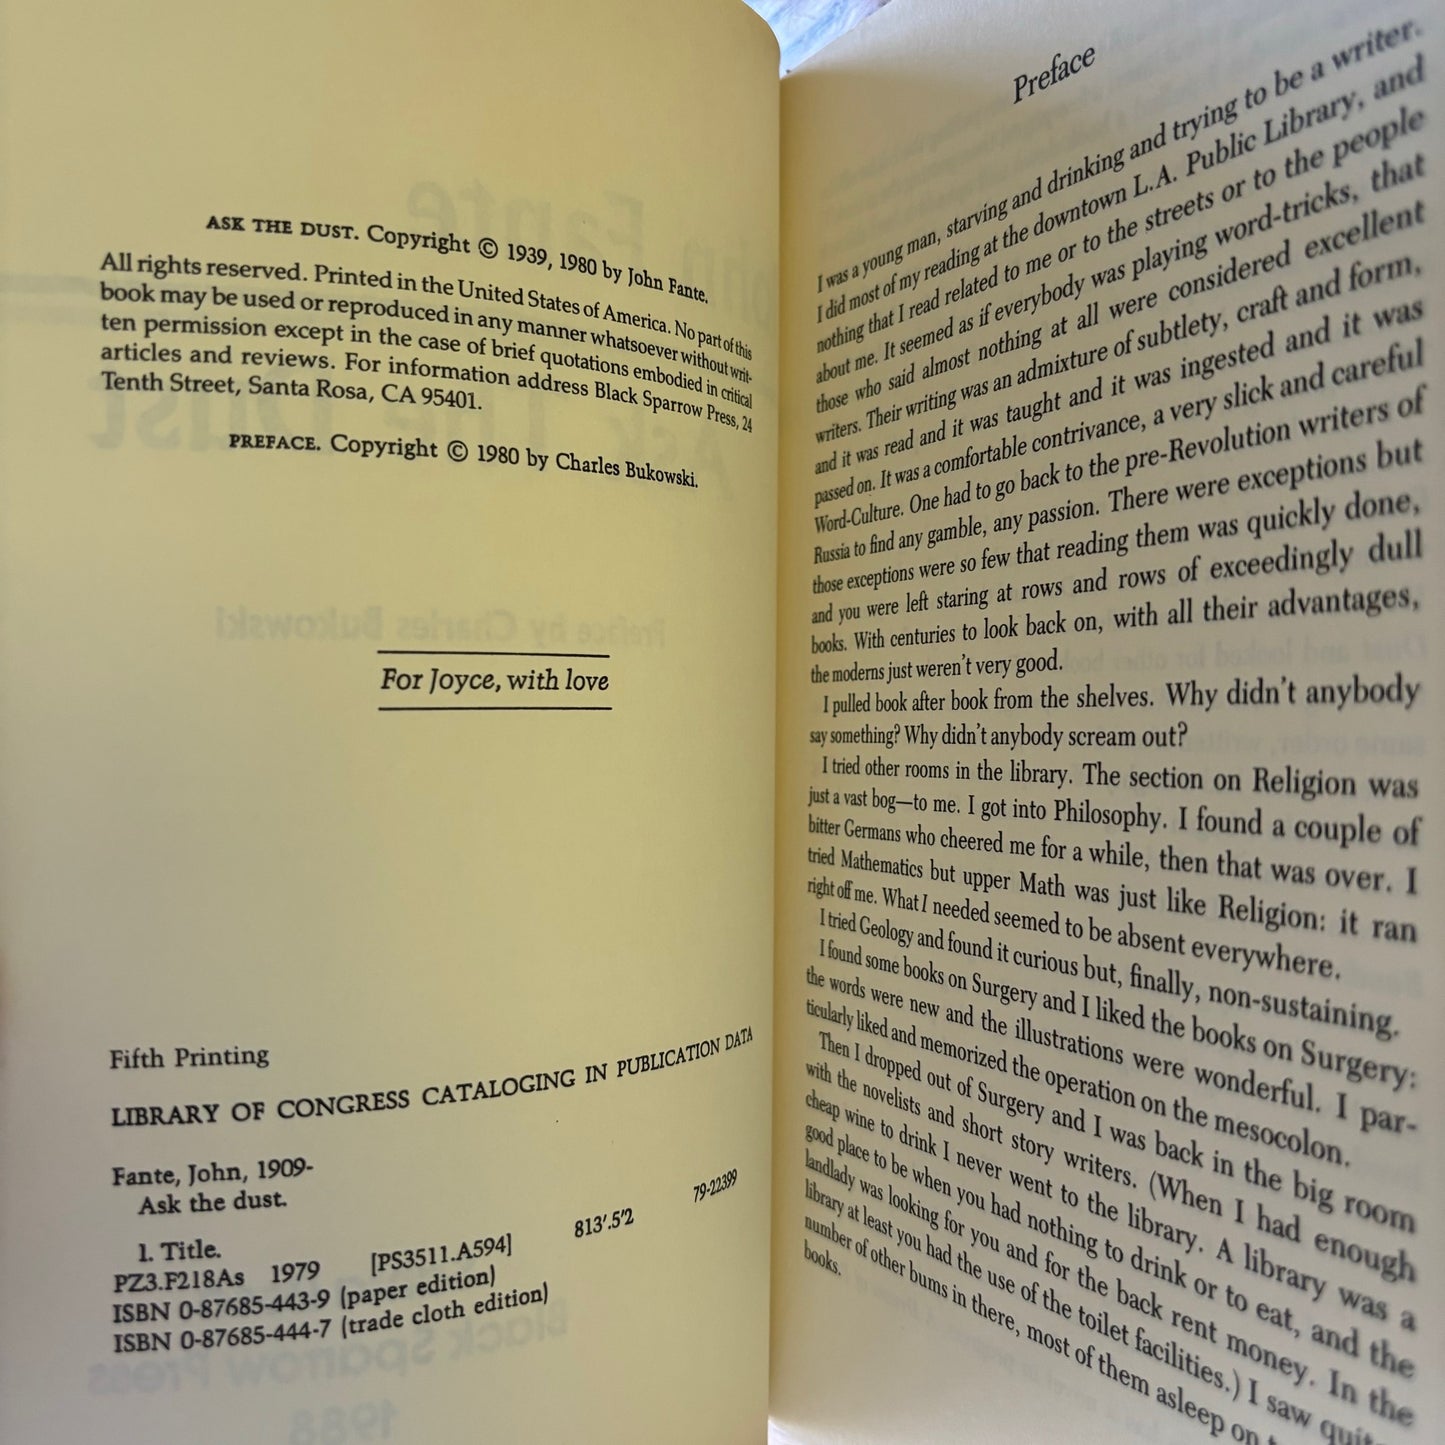 ASK THE DUST. Copyright © 1939, 1980 by John Fante.
All rights reserved. Printed in the United States of America. No part of this
book may be used or reproduced in any manner whatsoever without writ-
ten permission except in the case of brief quotations embodied in critical
articles and reviews. For information address Black Sparrow Press, 24
Tenth Street, Santa Rosa, CA 95401.
PREFACE. Copyright © 1980 by Charles Bukowski.
For Joyce, with love
Fifth Printing
LIBRARY OF CONGRESS CATALOGING IN PUBLICATION DATA
Fante, John, 1909-
Ask the dust.
1. Title.
PZ3.F218As 1979 [PS3511.A594] 813'.5'2 79-22399
ISBN 0-87685-443-9 (paper edition)
ISBN 0-87685-444-7 (trade cloth edition)
Preface
I was a young man, starving and drinking and trying to be a writer.
I did most of my reading at the downtown L.A. Public Library, and
nothing that I read related to me or to the streets or to the people
about me. It seemed as if everybody was playing word-tricks, that
those who said almost nothing at all were considered excellent
writers. Their writing was an admixture of subtlety, craft and form,
and it was read and it was taught and it was ingested and it was
passed on. It was a comfortable contrivance, a very slick and careful
Word-Culture. One had to go back to the pre-Revolution writers of
Russia to find any gamble, any passion. There were exceptions but
those exceptions were so few that reading them was quickly done,
and you were left staring at rows and rows of exceedingly dull
books. With centuries to look back on, with all their advantages,
the moderns just weren't very good.
I pulled book after book from the shelves. Why didn't anybody
say something? Why didn't anybody scream out?
I tried other rooms in the library. The section on Religion was
just a vast bog—to me. I got into Philosophy. I found a couple of
bitter Germans who cheered me for a while, then that was over. I
tried Mathematics but upper Math was just like Religion: it ran
right off me. What I needed seemed to be absent everywhere.
I tried Geology and found it curious but, finally, non-sustaining.
I found some books on Surgery and I liked the books on Surgery:
the words were new and the illustrations were wonderful. I par-
ticularly liked and memorized the operation on the mesocolon.
Then I dropped out of Surgery and I was back in the big room
with the novelists and short story writers. (When I had enough
cheap wine to drink I never went to the library. A library was a
good place to be when you had nothing to drink or to eat, and the
landlady was looking for you and for the back rent money. In the
library at least you had the use of the toilet facilities.) I saw
number of other bums in there, most of them asleep on
books.